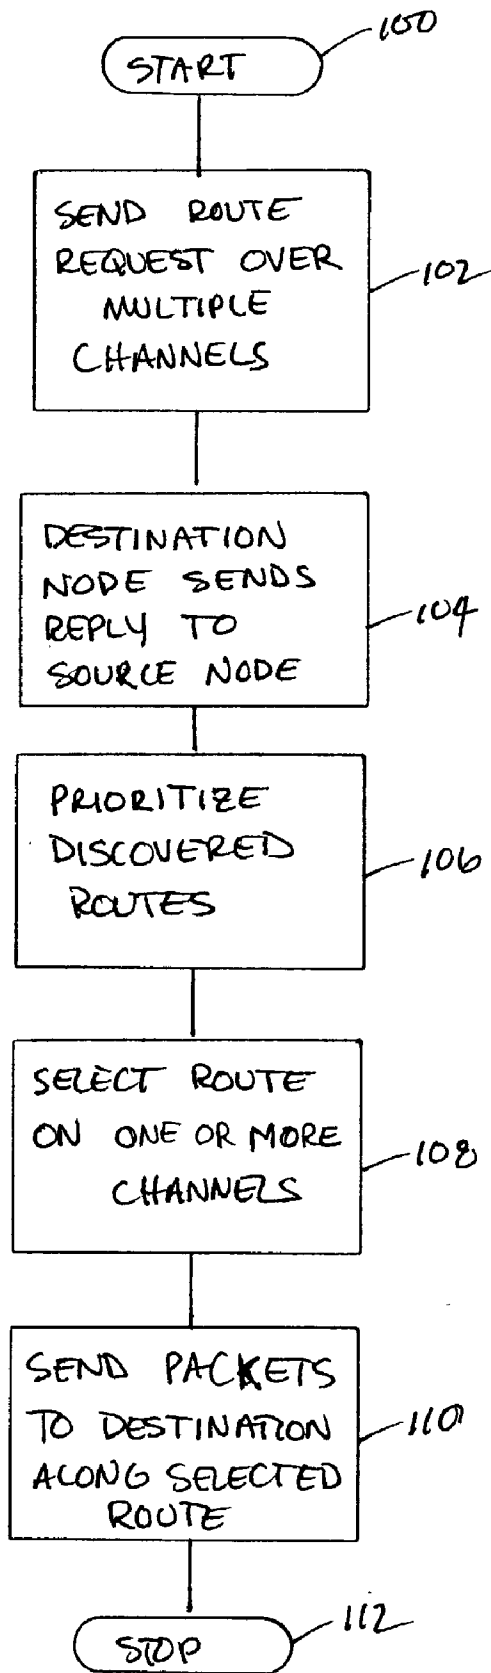 START
100
SEND ROUTE
REQUEST OVER
MULTIPLE
CHANNELS
102
DESTINATION
NODE SENDS
REPLY TO
SOURCE NODE
104
PRIORITIZE
DISCOVERED
ROUTES
106
SELECT ROUTE
ON ONE OR MORE
CHANNELS
108
SEND PACKETS
TO DESTINATION
ALONG SELECTED
ROUTE
110
STOP
112